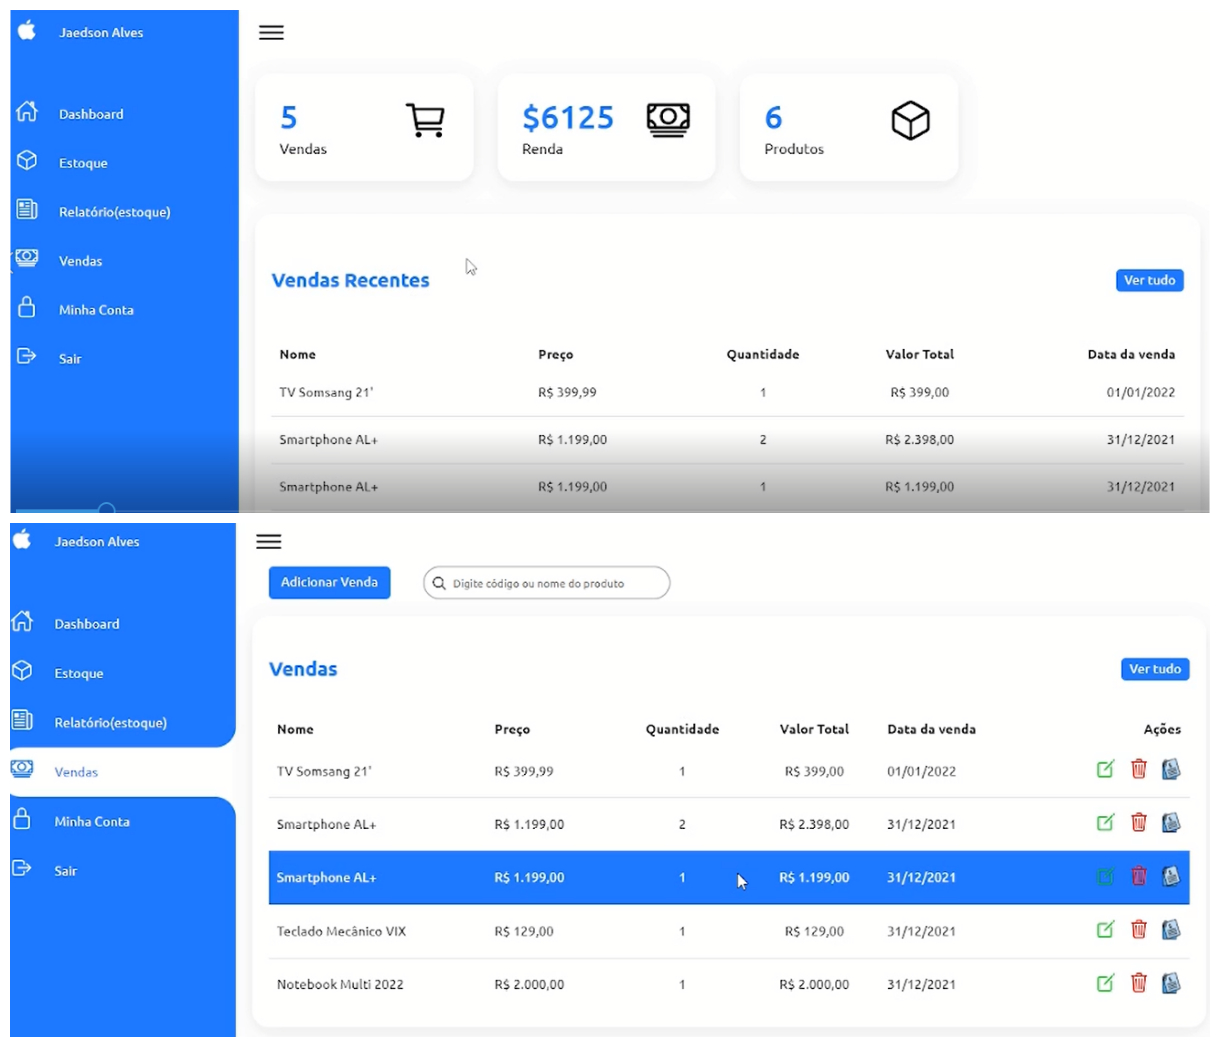 Jaedson Alves
Dashboard
Estoque
Relatório(estoque)
Vendas
Minha Conta
Sair
5
Vendas
$6125
Renda
6
Produtos
Vendas Recentes
Ver tudo
Nome Preço Quantidade Valor Total Data da venda
TV Somsang 21' R$ 399,99 1 R$ 399,00 01/01/2022
Smartphone AL+ R$ 1.199,00 2 R$ 2.398,00 31/12/2021
Smartphone AL+ R$ 1.199,00 1 R$ 1.199,00 31/12/2021
Jaedson Alves
Dashboard
Estoque
Relatório(estoque)
Vendas
Minha Conta
Sair
Adicionar Venda
Digite código ou nome do produto
Vendas
Ver tudo
Nome Preço Quantidade Valor Total Data da venda Ações
TV Somsang 21' R$ 399,99 1 R$ 399,00 01/01/2022
Smartphone AL+ R$ 1.199,00 2 R$ 2.398,00 31/12/2021
Smartphone AL+ R$ 1.199,00 1 R$ 1.199,00 31/12/2021
Teclado Mecânico VIX R$ 129,00 1 R$ 129,00 31/12/2021
Notebook Multi 2022 R$ 2.000,00 1 R$ 2.000,00 31/12/2021